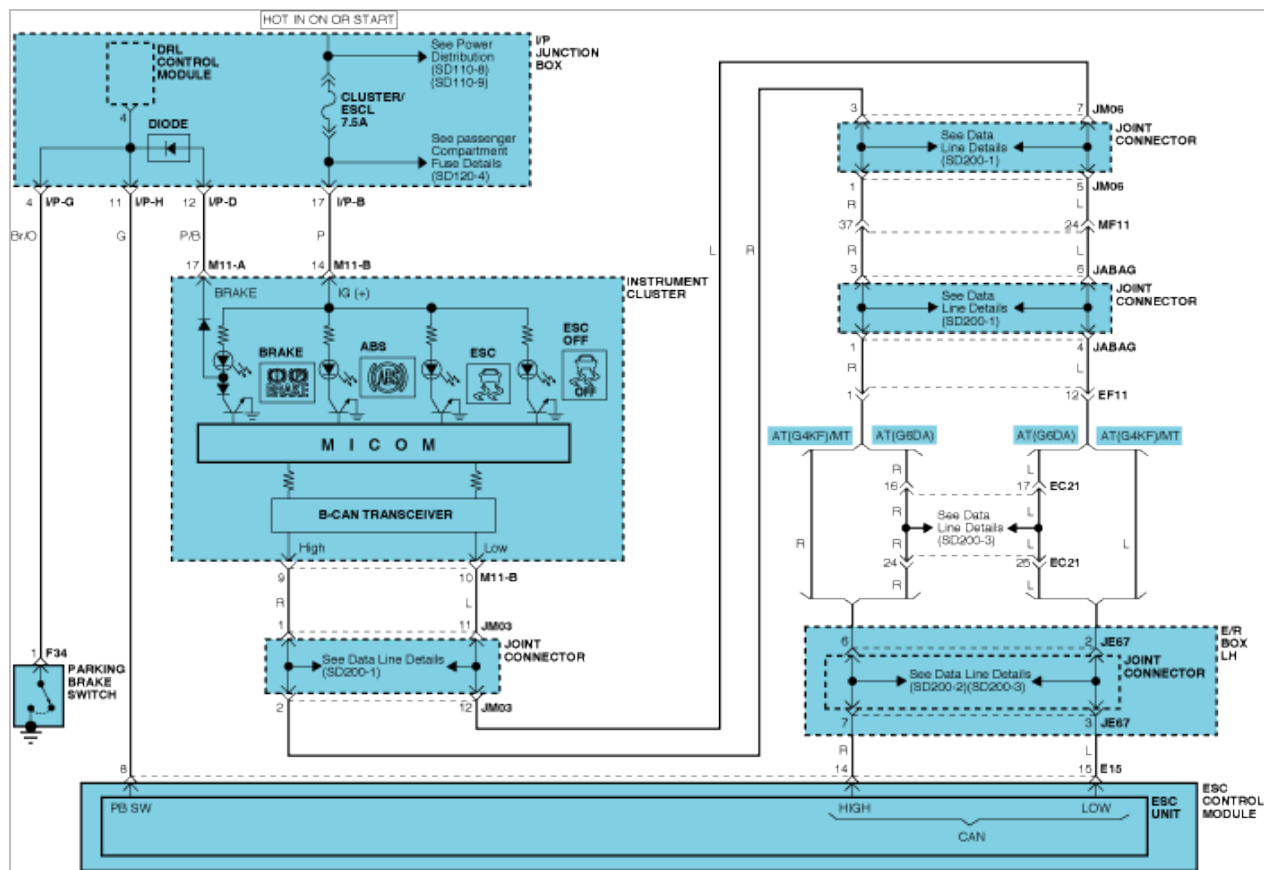 HOT IN ON OR START
I/P
JUNCTION
BOX
DRL
CONTROL
MODULE
4
DIODE
See Power
Distribution
(SD110-8)
(SD110-9)
CLUSTER/
ESCL
7.5A
See passenger
Compartment
Fuse Details
(SD120-4)
4 I/P-G
11 I/P-H
12 I/P-D
17 I/P-B
Br/O
G
P/B
P
17 M11-A
14 M11-B
INSTRUMENT
CLUSTER
BRAKE
IG (+)
BRAKE
BRAKE
ABS
ABS
ESC
ESC
OFF
OFF
MICOM
B-CAN TRANSCEIVER
High
Low
9
10 M11-B
R
L
1
11 JM03
JOINT
CONNECTOR
See Data Line Details
(SD200-1)
2
12 JM03
1 F34
PARKING
BRAKE
SWITCH
L
R
3
7 JM06
JOINT
CONNECTOR
See Data
Line Details
(SD200-1)
1
5 JM06
R
L
37
24 MF11
R
L
3
6 JABAG
JOINT
CONNECTOR
See Data
Line Details
(SD200-1)
1
4 JABAG
R
L
1
12 EF11
AT(G4KF)/MT
AT(G6DA)
AT(G6DA)
AT(G4KF)/MT
R
L
16
17 EC21
R
L
See Data
Line Details
(SD200-3)
R
R
L
L
24
25 EC21
R
L
E/R
BOX
LH
6
2 JE67
JOINT
CONNECTOR
See Data Line Details
(SD200-2)(SD200-3)
7
3 JE67
R
L
8
14
15 E15
ESC
CONTROL
MODULE
PB SW
HIGH
LOW
ESC
UNIT
CAN